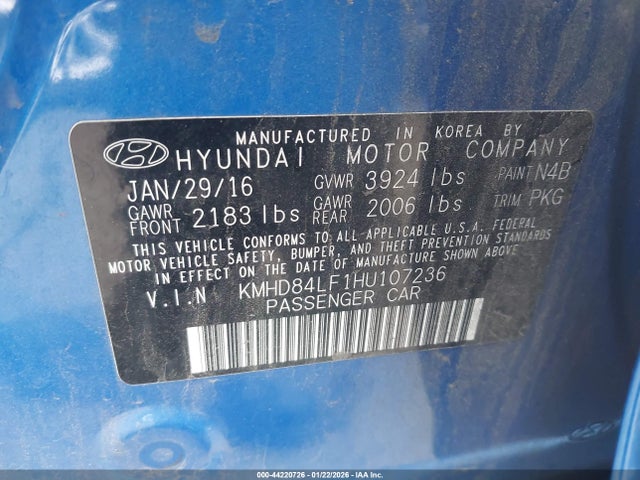 MANUFACTURED IN KOREA BY
HYUNDAI MOTOR COMPANY
JAN/29/16 GVWR 3924 lbs PAINT N4B
GAWR FRONT 2183 lbs GAWR REAR 2006 lbs TRIM PKG
THIS VEHICLE CONFORMS TO ALL APPLICABLE U.S.A. FEDERAL
MOTOR VEHICLE SAFETY, BUMPER, AND THEFT PREVENTION STANDARDS
IN EFFECT ON THE DATE OF MANUFACTURE SHOWN ABOVE
V.I.N KMHD84LF1HU107236
PASSENGER CAR
000-44220726 - 01/22/2026 - IAA Inc.